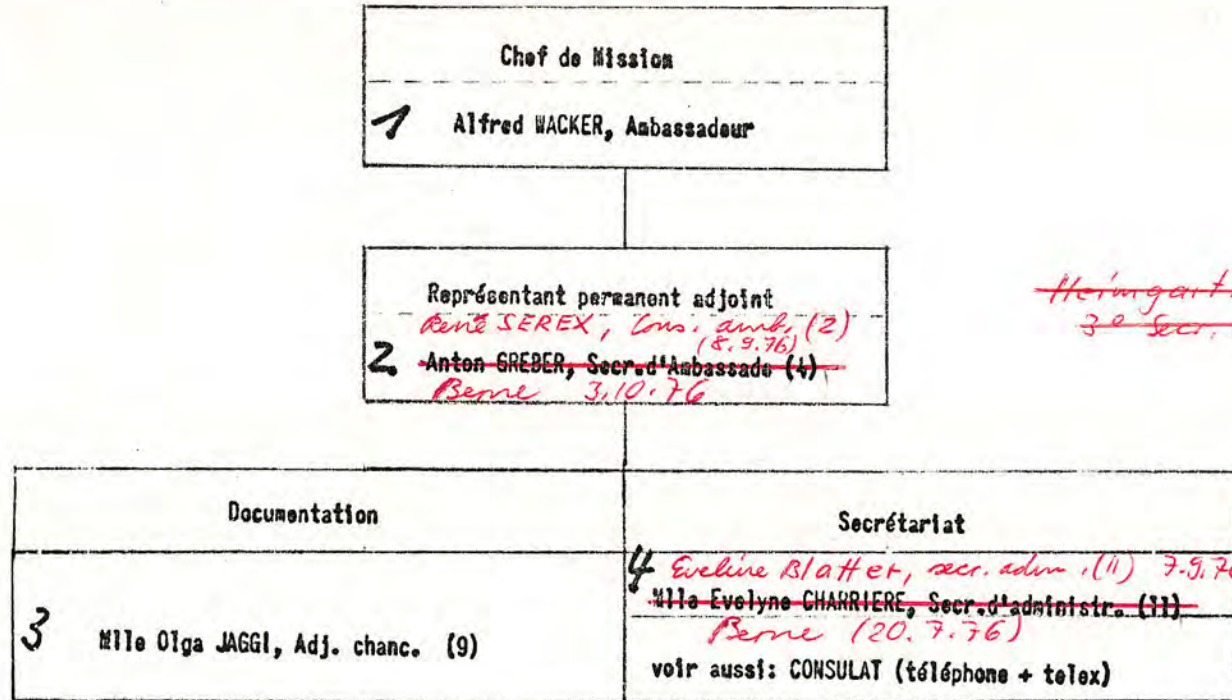 Chef de Mission
1 Alfred WACKER, Ambassadeur
Représentant permanent adjoint
René SEREX, Cons. amb. (2)
(8.9.76)
2. Anton GREBER, Secr.d'Ambassade (4)
Berne 3.10.76
3º Secr.
Documentation
3 Mlle Olga JAGGI, Adj. chanc. (9)
Secrétariat
4 Eveline Blatter, secr. adm. (11) 7.9.76
Mlle Evelyne CHARRIERE, Secr.d'administr. (11)
Berne (20.7.76)
voir aussi: CONSULAT (téléphone + telex)